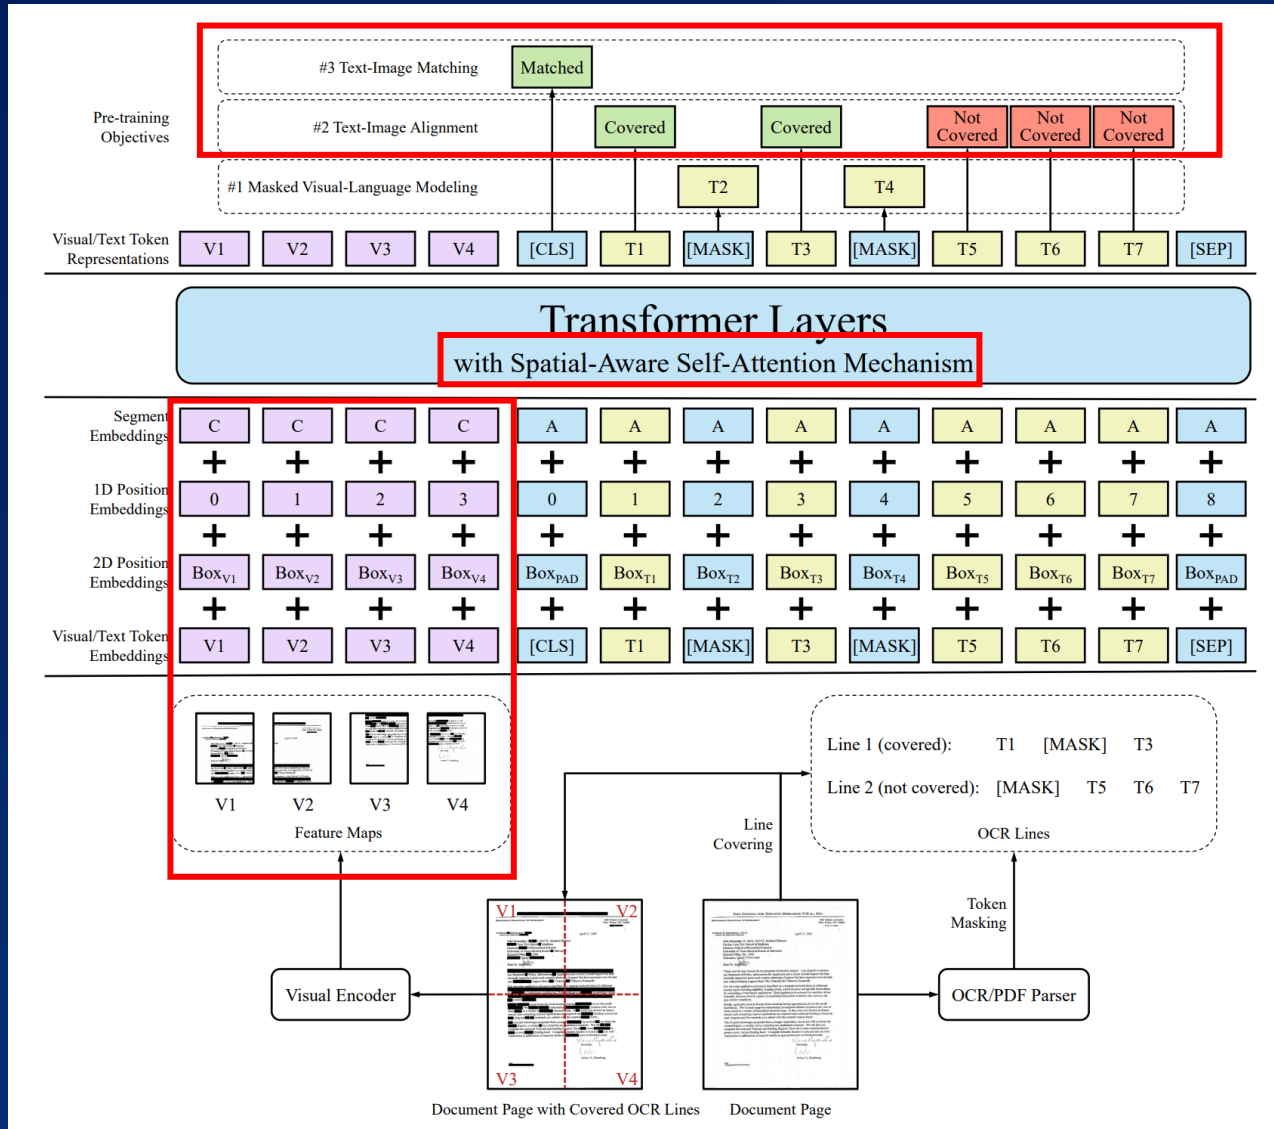 #3 Text-Image Matching
Matched
Pre-training
Objectives
#2 Text-Image Alignment
Covered
Covered
Not
Covered
Not
Covered
Not
Covered
#1 Masked Visual-Language Modeling
T2
T4
Visual/Text Token
Representations
V1 V2 V3 V4 [CLS] T1 [MASK] T3 [MASK] T5 T6 T7 [SEP]
Transformer Layers
with Spatial-Aware Self-Attention Mechanism
Segment
Embeddings
C C C C A A A A A A A A A
+ + + + + + + + + + + + +
1D Position
Embeddings
0 1 2 3 0 1 2 3 4 5 6 7 8
+ + + + + + + + + + + + +
2D Position
Embeddings
BoxV1 BoxV2 BoxV3 BoxV4 BoxPAD BoxT1 BoxT2 BoxT3 BoxT4 BoxT5 BoxT6 BoxT7 BoxPAD
+ + + + + + + + + + + + +
Visual/Text Token
Embeddings
V1 V2 V3 V4 [CLS] T1 [MASK] T3 [MASK] T5 T6 T7 [SEP]
V1 V2 V3 V4
Feature Maps
Line
Covering
Line 1 (covered): T1 [MASK] T3
Line 2 (not covered): [MASK] T5 T6 T7
OCR Lines
Token
Masking
V1 V2
V3 V4
Visual Encoder
OCR/PDF Parser
Document Page with Covered OCR Lines
Document Page